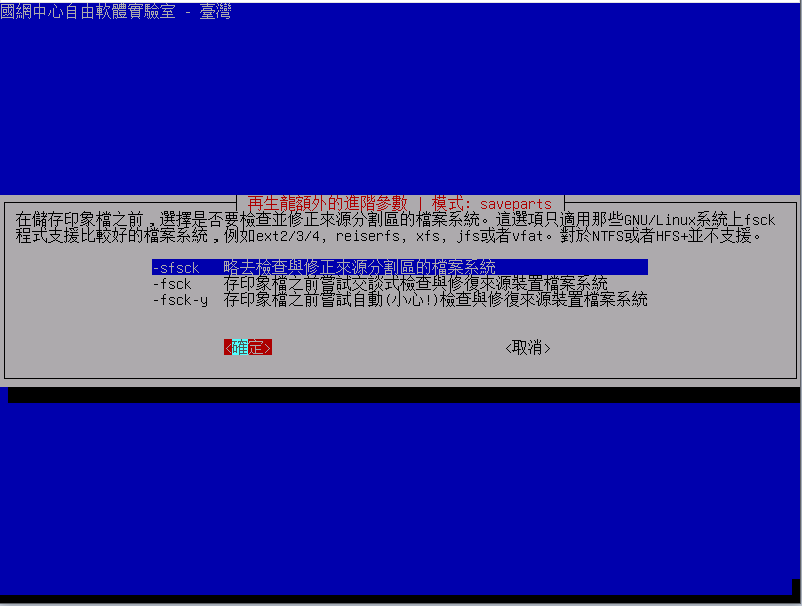 國網中心自由軟體實驗室 - 臺灣
再生龍額外的進階參數 | 模式: saveparts
在儲存印象檔之前，選擇是否要檢查並修正來源分割區的檔案系統。這選項只適用那些GNU/Linux系統上fsck
程式支援比較好的檔案系統，例如ext2/3/4, reiserfs, xfs, jfs或者vfat。對於NTFS或者HFS+並不支援。
-sfsck 略去檢查與修正來源分割區的檔案系統
-fsck 存印象檔之前嘗試交談式檢查與修復來源裝置檔案系統
-fsck-y 存印象檔之前嘗試自動(小心!)檢查與修復來源裝置檔案系統
<確定> <取消>